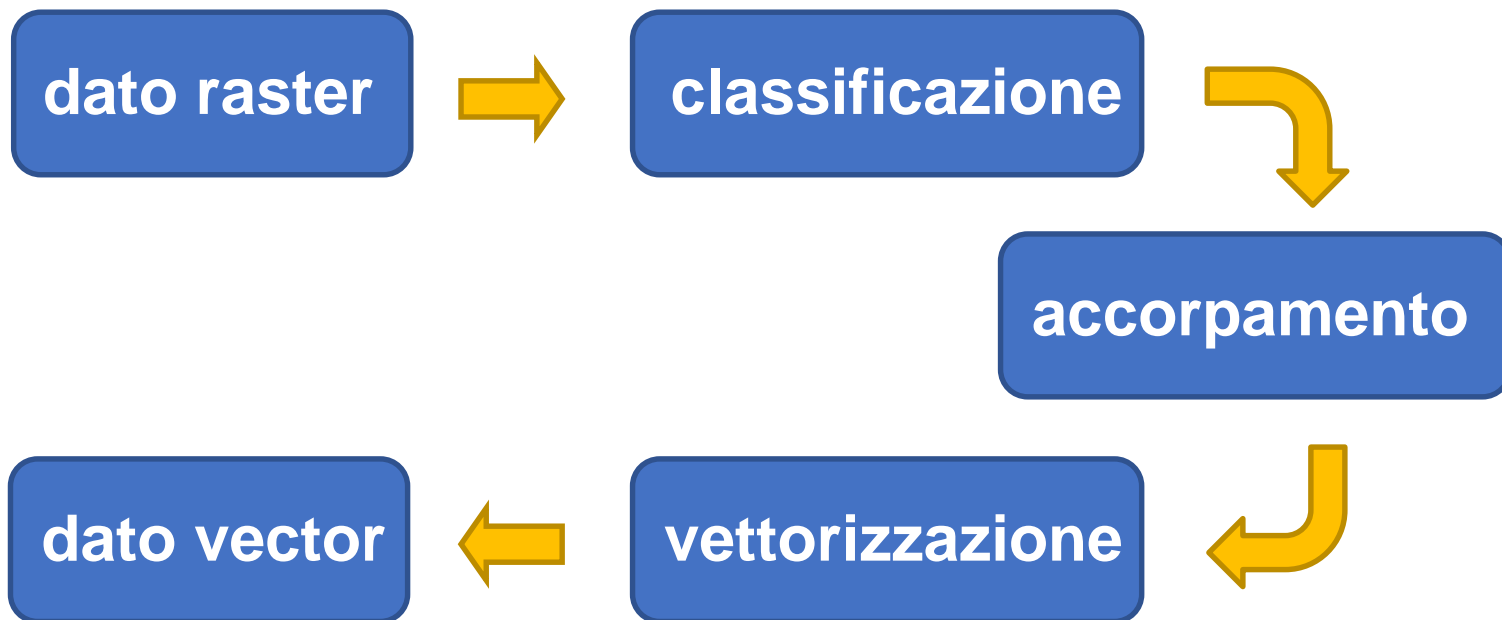 dato raster
classificazione
accorpamento
vettorizzazione
dato vector